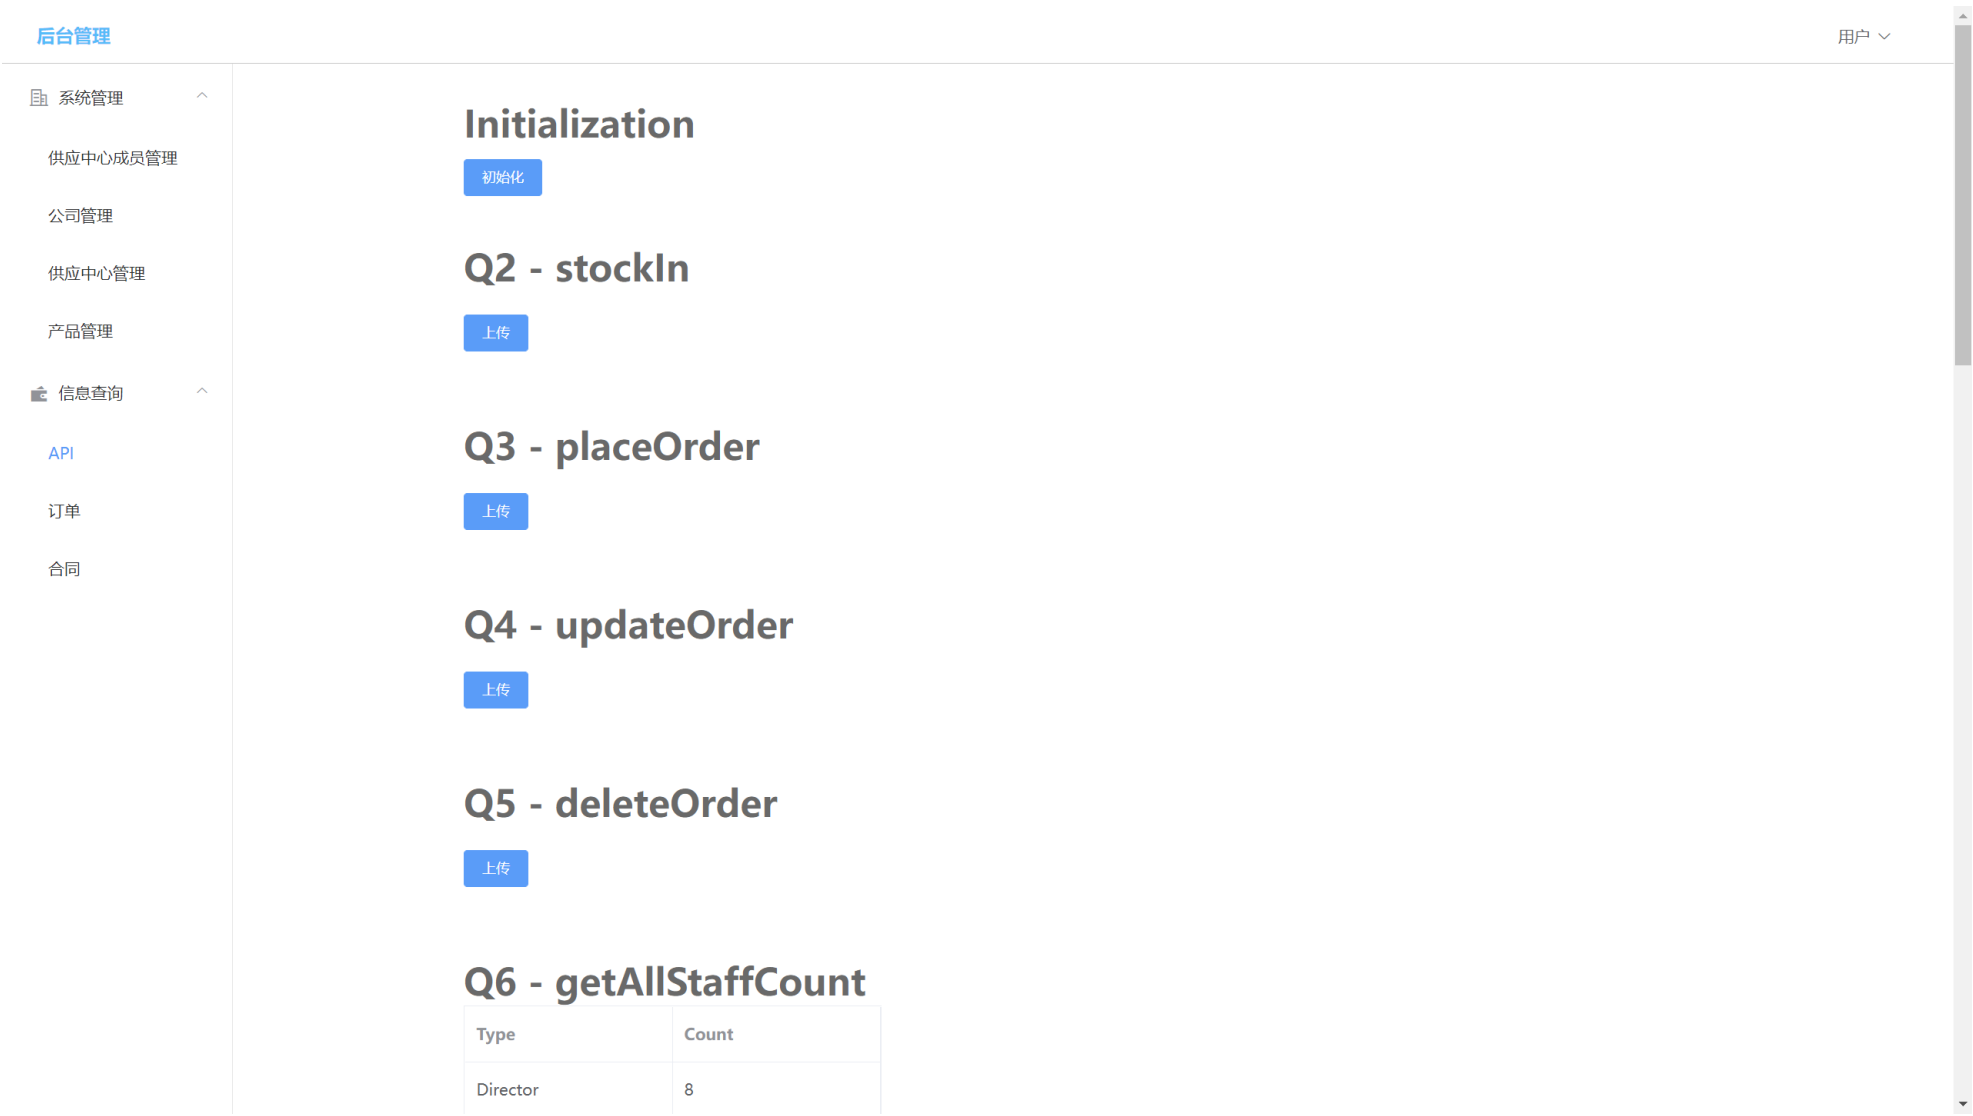 后台管理
用户
系统管理
供应中心成员管理
公司管理
供应中心管理
产品管理
信息查询
API
订单
合同
Initialization
初始化
Q2 - stockIn
上传
Q3 - placeOrder
上传
Q4 - updateOrder
上传
Q5 - deleteOrder
上传
Q6 - getAllStaffCount
Type Count
Director 8